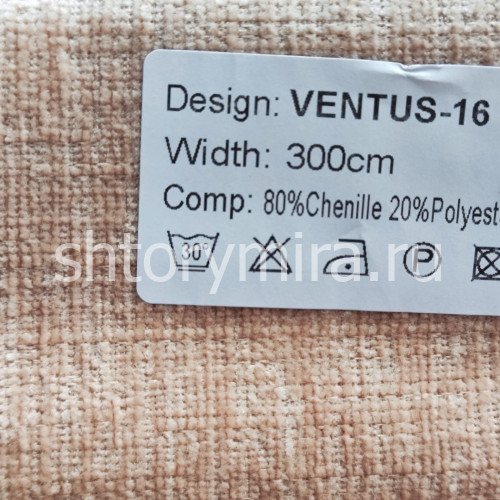 Design: VENTUS-16
Width: 300cm
Comp: 80%Chenille 20%Polyest
30° P
shtorymira.ru